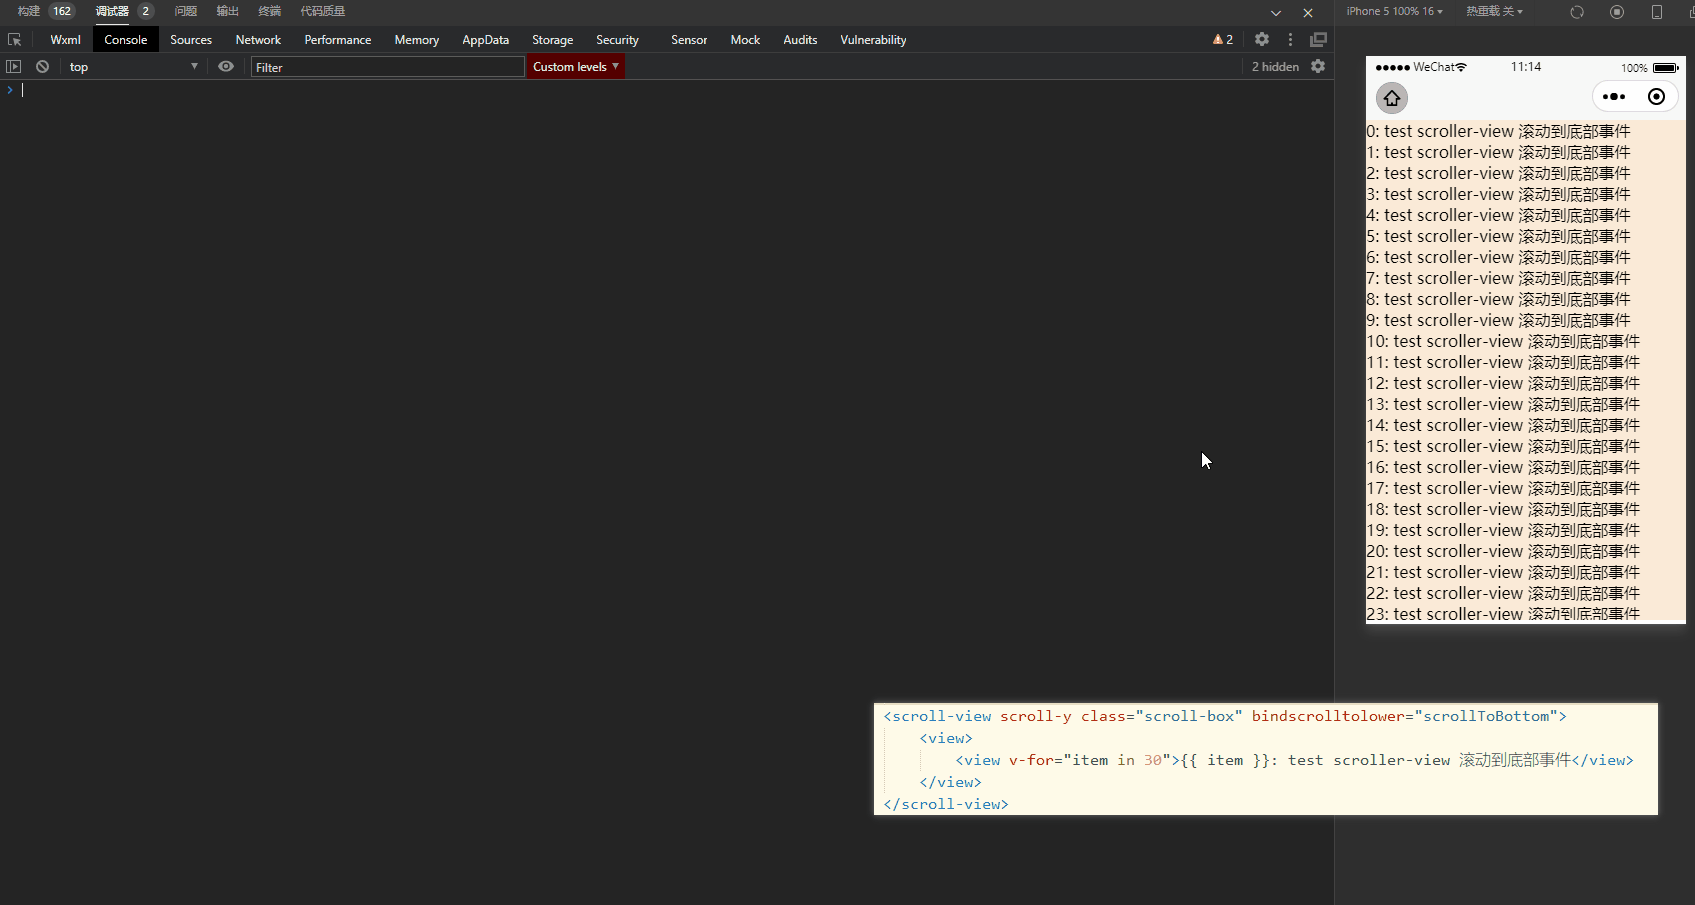 构建 162 调试器 2 问题 输出 终端 代码质量
iPhone 5 100% 16 热重载 关
Wxml Console Sources Network Performance Memory AppData Storage Security Sensor Mock Audits Vulnerability 2
top Filter Custom levels 2 hidden
WeChat 11:14 100%
0: test scroller-view 滚动到底部事件
1: test scroller-view 滚动到底部事件
2: test scroller-view 滚动到底部事件
3: test scroller-view 滚动到底部事件
4: test scroller-view 滚动到底部事件
5: test scroller-view 滚动到底部事件
6: test scroller-view 滚动到底部事件
7: test scroller-view 滚动到底部事件
8: test scroller-view 滚动到底部事件
9: test scroller-view 滚动到底部事件
10: test scroller-view 滚动到底部事件
11: test scroller-view 滚动到底部事件
12: test scroller-view 滚动到底部事件
13: test scroller-view 滚动到底部事件
14: test scroller-view 滚动到底部事件
15: test scroller-view 滚动到底部事件
16: test scroller-view 滚动到底部事件
17: test scroller-view 滚动到底部事件
18: test scroller-view 滚动到底部事件
19: test scroller-view 滚动到底部事件
20: test scroller-view 滚动到底部事件
21: test scroller-view 滚动到底部事件
22: test scroller-view 滚动到底部事件
23: test scroller-view 滚动到底部事件
<scroll-view scroll-y class="scroll-box" bindscrolltolower="scrollToBottom">
<view>
<view v-for="item in 30">{{ item }}: test scroller-view 滚动到底部事件</view>
</view>
</scroll-view>